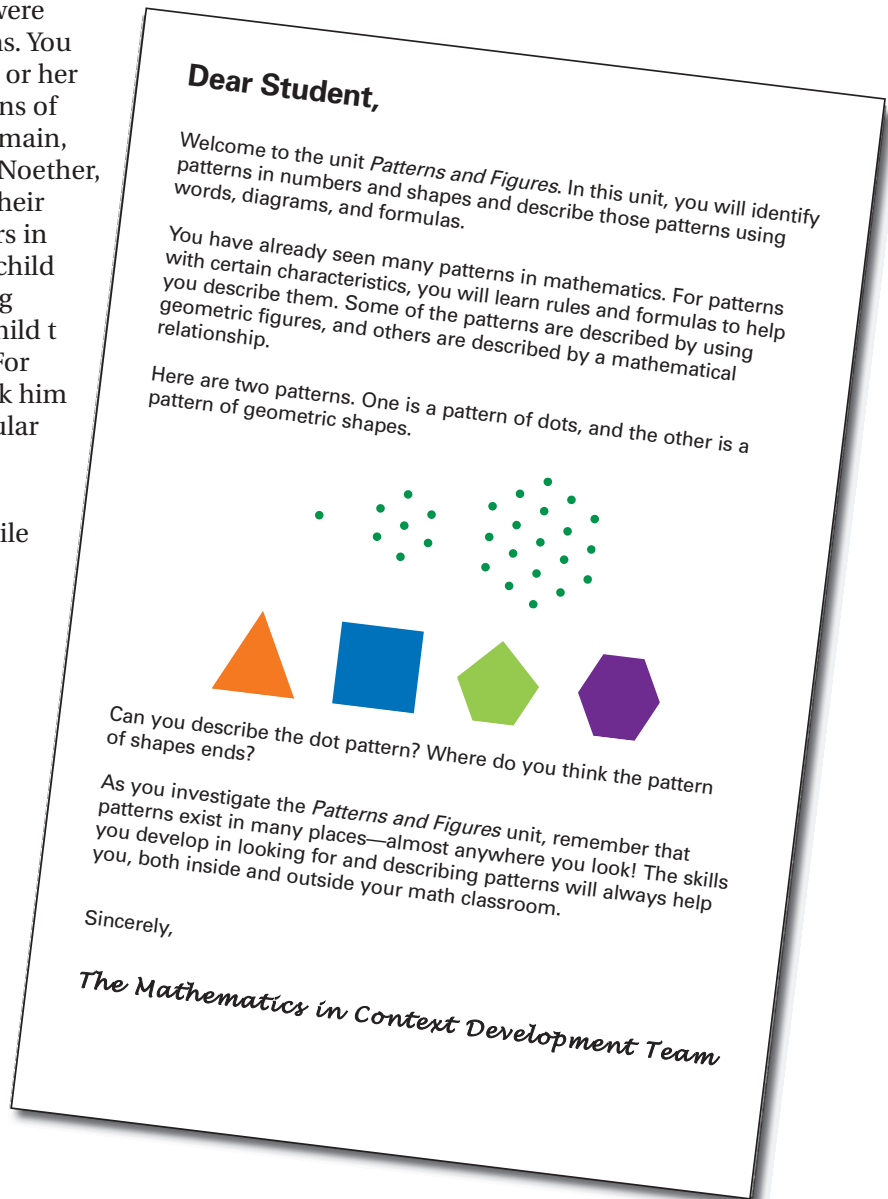 were
ns. You
or her
ns of
main,
Noether,
heir
rs in
child
g
hild t
For
k him
ular
ile
Dear Student,
Welcome to the unit Patterns and Figures. In this unit, you will identify
patterns in numbers and shapes and describe those patterns using
words, diagrams, and formulas.
You have already seen many patterns in mathematics. For patterns
with certain characteristics, you will learn rules and formulas to help
you describe them. Some of the patterns are described by using
geometric figures, and others are described by a mathematical
relationship.
Here are two patterns. One is a pattern of dots, and the other is a
pattern of geometric shapes.
Can you describe the dot pattern? Where do you think the pattern
of shapes ends?
As you investigate the Patterns and Figures unit, remember that
patterns exist in many places—almost anywhere you look! The skills
you develop in looking for and describing patterns will always help
you, both inside and outside your math classroom.
Sincerely,
The Mathematics in Context Development Team